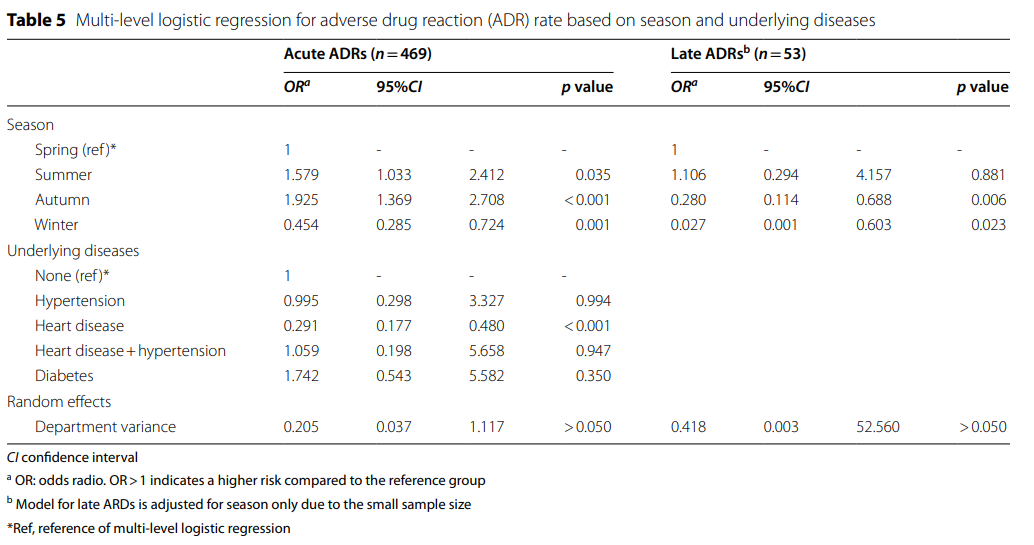 Table 5 Multi-level logistic regression for adverse drug reaction (ADR) rate based on season and underlying diseases
Acute ADRs (n = 469) Late ADRsb (n = 53)
ORa 95%CI p value ORa 95%CI p value
Season
Spring (ref)* 1 - - - 1 - - -
Summer 1.579 1.033 2.412 0.035 1.106 0.294 4.157 0.881
Autumn 1.925 1.369 2.708 < 0.001 0.280 0.114 0.688 0.006
Winter 0.454 0.285 0.724 0.001 0.027 0.001 0.603 0.023
Underlying diseases
None (ref)* 1 - - -
Hypertension 0.995 0.298 3.327 0.994
Heart disease 0.291 0.177 0.480 < 0.001
Heart disease + hypertension 1.059 0.198 5.658 0.947
Diabetes 1.742 0.543 5.582 0.350
Random effects
Department variance 0.205 0.037 1.117 > 0.050 0.418 0.003 52.560 > 0.050
CI confidence interval
a OR: odds radio. OR > 1 indicates a higher risk compared to the reference group
b Model for late ARDs is adjusted for season only due to the small sample size
*Ref, reference of multi-level logistic regression